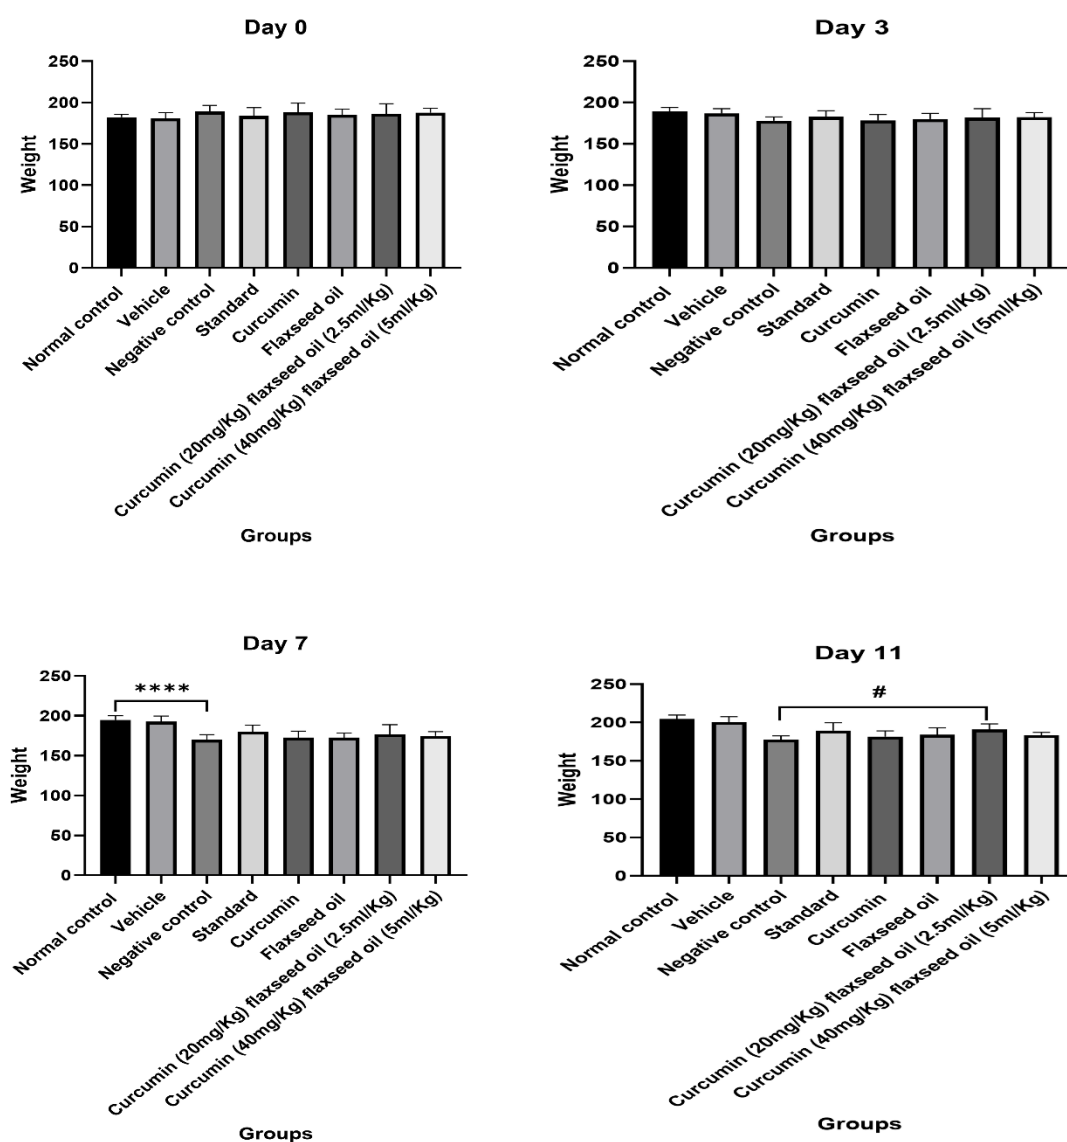 Day 0
250
200
150
100
50
0
Weight
Normal control
Vehicle
Negative control
Standard
Curcumin
Flaxseed oil
Curcumin (20mg/Kg) flaxseed oil (2.5ml/Kg)
Curcumin (40mg/Kg) flaxseed oil (5ml/Kg)
Groups
Day 3
250
200
150
100
50
0
Weight
Normal control
Vehicle
Negative control
Standard
Curcumin
Flaxseed oil
Curcumin (20mg/Kg) flaxseed oil (2.5ml/Kg)
Curcumin (40mg/Kg) flaxseed oil (5ml/Kg)
Groups
Day 7
250
200
150
100
50
0
Weight
****
Normal control
Vehicle
Negative control
Standard
Curcumin
Flaxseed oil
Curcumin (20mg/Kg) flaxseed oil (2.5ml/Kg)
Curcumin (40mg/Kg) flaxseed oil (5ml/Kg)
Groups
Day 11
250
200
150
100
50
0
Weight
#
Normal control
Vehicle
Negative control
Standard
Curcumin
Flaxseed oil
Curcumin (20mg/Kg) flaxseed oil (2.5ml/Kg)
Curcumin (40mg/Kg) flaxseed oil (5ml/Kg)
Groups